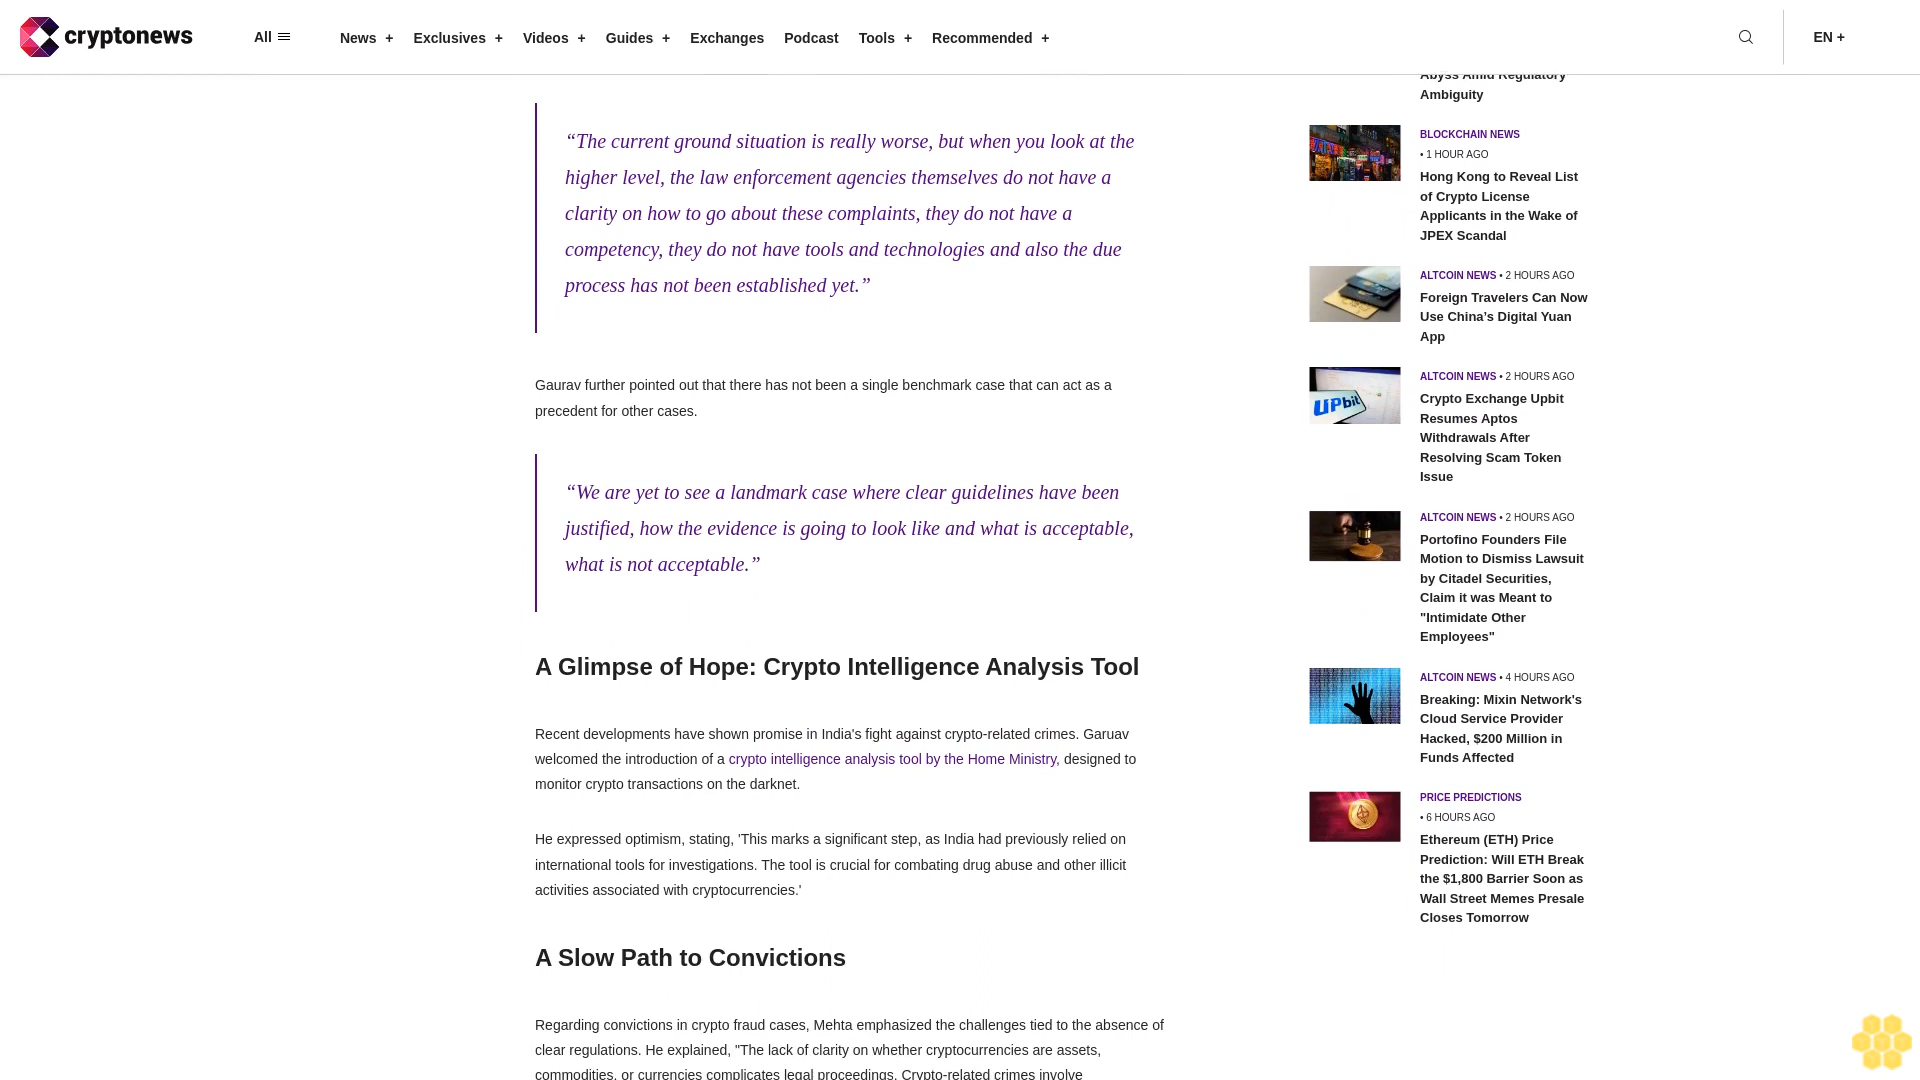 cryptonews
All
News +
Exclusives +
Videos +
Guides +
Exchanges
Podcast
Tools +
Recommended +
EN +
“The current ground situation is really worse, but when you look at the
higher level, the law enforcement agencies themselves do not have a
clarity on how to go about these complaints, they do not have a
competency, they do not have tools and technologies and also the due
process has not been established yet.”
Gaurav further pointed out that there has not been a single benchmark case that can act as a
precedent for other cases.
“We are yet to see a landmark case where clear guidelines have been
justified, how the evidence is going to look like and what is acceptable,
what is not acceptable.”
A Glimpse of Hope: Crypto Intelligence Analysis Tool
Recent developments have shown promise in India's fight against crypto-related crimes. Garuav
welcomed the introduction of a crypto intelligence analysis tool by the Home Ministry, designed to
monitor crypto transactions on the darknet.
He expressed optimism, stating, 'This marks a significant step, as India had previously relied on
international tools for investigations. The tool is crucial for combating drug abuse and other illicit
activities associated with cryptocurrencies.'
A Slow Path to Convictions
Regarding convictions in crypto fraud cases, Mehta emphasized the challenges tied to the absence of
clear regulations. He explained, "The lack of clarity on whether cryptocurrencies are assets,
commodities, or currencies complicates legal proceedings. Crypto-related crimes involve
Abyss Amid Regulatory
Ambiguity
BLOCKCHAIN NEWS
• 1 HOUR AGO
Hong Kong to Reveal List
of Crypto License
Applicants in the Wake of
JPEX Scandal
ALTCOIN NEWS • 2 HOURS AGO
Foreign Travelers Can Now
Use China’s Digital Yuan
App
UPbit
ALTCOIN NEWS • 2 HOURS AGO
Crypto Exchange Upbit
Resumes Aptos
Withdrawals After
Resolving Scam Token
Issue
ALTCOIN NEWS • 2 HOURS AGO
Portofino Founders File
Motion to Dismiss Lawsuit
by Citadel Securities,
Claim it was Meant to
"Intimidate Other
Employees"
ALTCOIN NEWS • 4 HOURS AGO
Breaking: Mixin Network's
Cloud Service Provider
Hacked, $200 Million in
Funds Affected
PRICE PREDICTIONS
• 6 HOURS AGO
Ethereum (ETH) Price
Prediction: Will ETH Break
the $1,800 Barrier Soon as
Wall Street Memes Presale
Closes Tomorrow